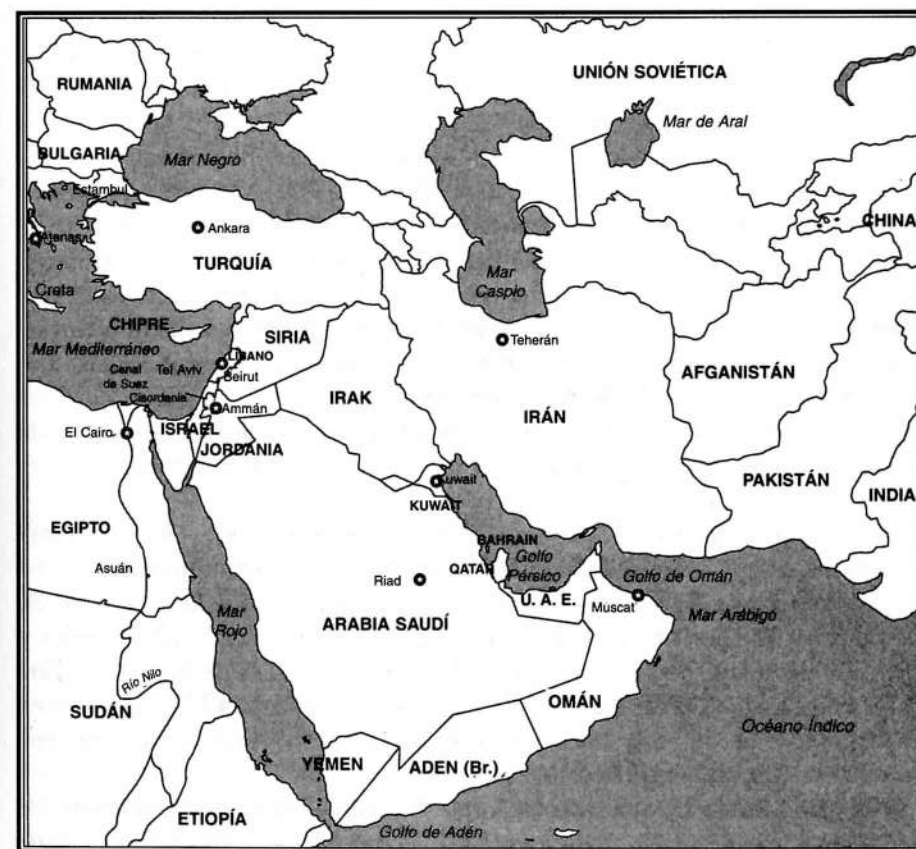 RUMANIA
UNIÓN SOVIÉTICA
Mar de Aral
BULGARIA
Mar Negro
Estambul
CHINA
Atenas
Ankara
TURQUÍA
Mar
Caspio
Creta
CHIPRE
SIRIA
Teherán
Mar Mediterráneo
LÍBANO
Canal
de Suez
Tel Aviv
Beirut
AFGANISTÁN
Cisordania
IRAK
IRÁN
Ammán
El Cairo
ISRAEL
JORDANIA
Kuwait
PAKISTÁN
KUWAIT
INDIA
EGIPTO
BAHRAIN
Golfo
Pérsico
QATAR
Golfo de Omán
Asuán
Riad
U. A. E.
Muscat
Mar Arábigo
Mar
Rojo
ARABIA SAUDÍ
Río Nilo
OMÁN
SUDÁN
Océano Índico
YEMEN
ADEN (Br.)
ETIOPÍA
Golfo de Adén